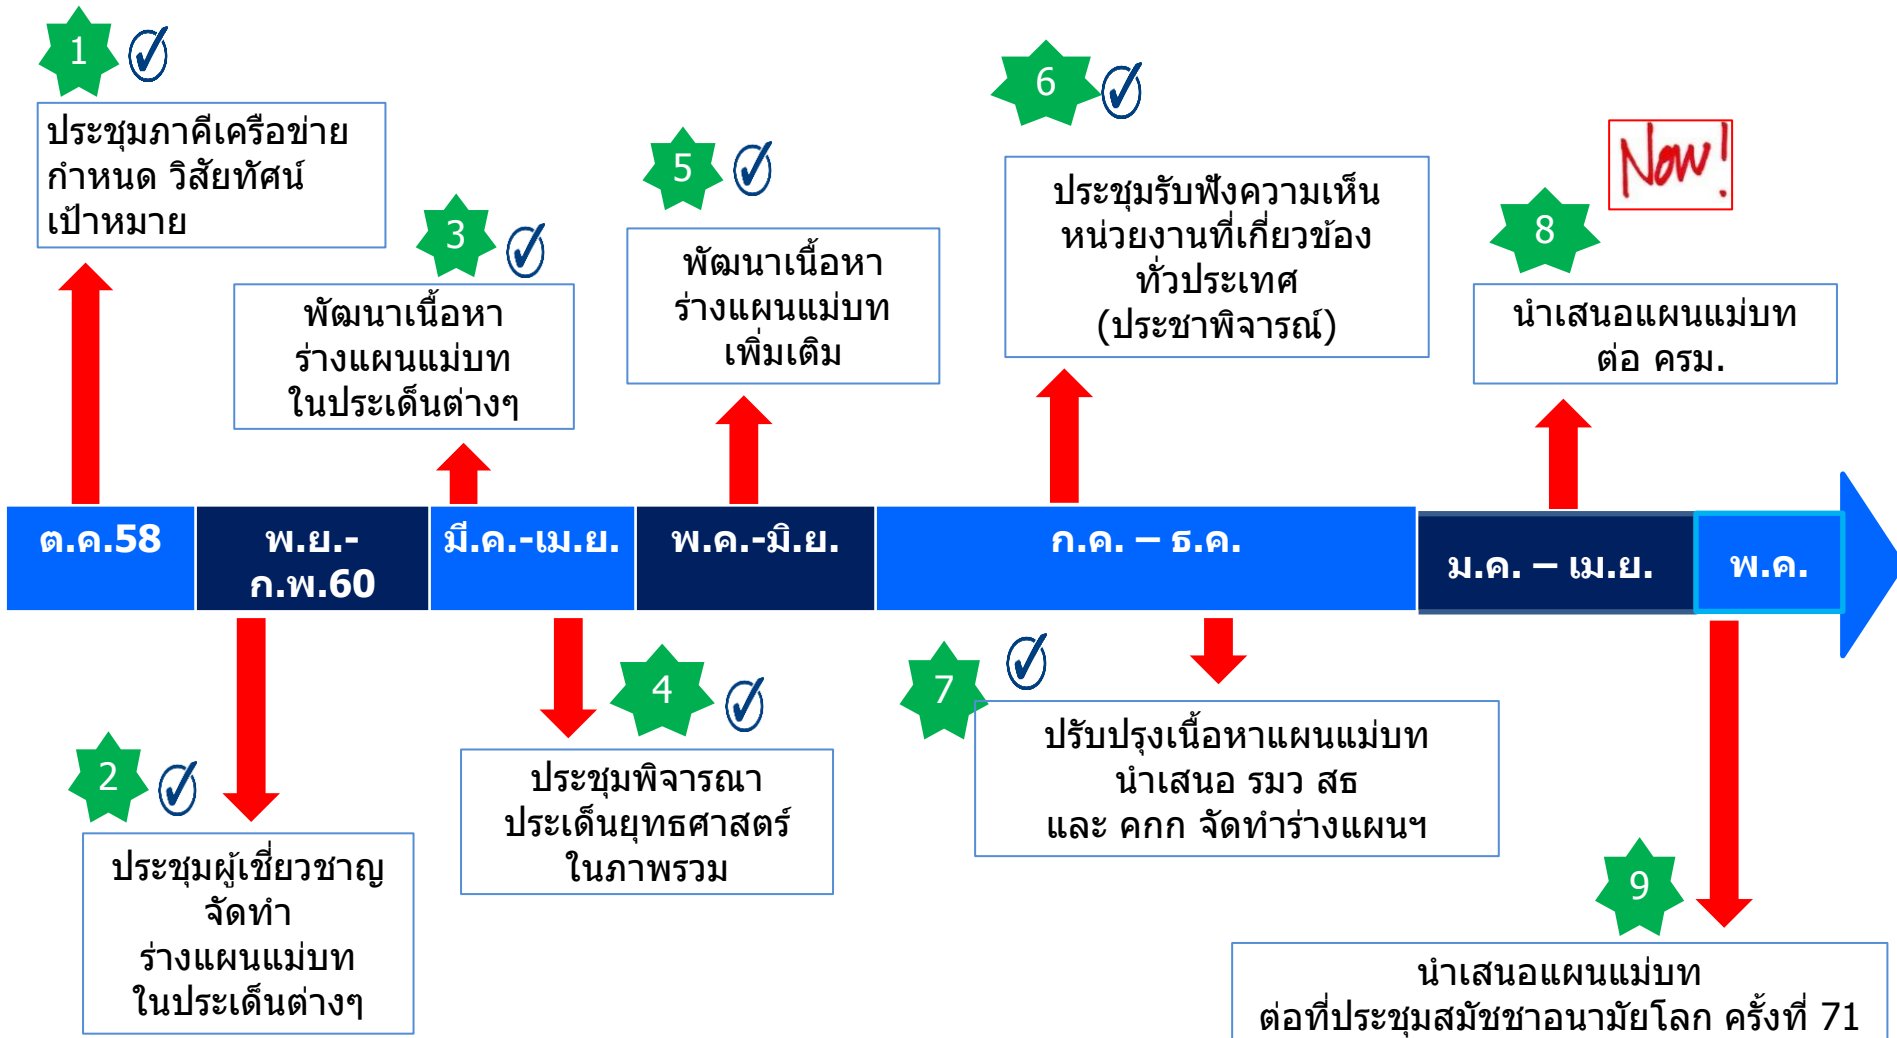 1
ประชุมภาคีเครือข่าย
กำหนด วิสัยทัศน์
เป้าหมาย
3
พัฒนาเนื้อหา
ร่างแผนแม่บท
ในประเด็นต่างๆ
5
พัฒนาเนื้อหา
ร่างแผนแม่บท
เพิ่มเติม
6
ประชุมรับฟังความเห็น
หน่วยงานที่เกี่ยวข้อง
ทั่วประเทศ
(ประชาพิจารณ์)
Now!
8
นำเสนอแผนแม่บท
ต่อ ครม.
ต.ค.58
พ.ย.-
ก.พ.60
มี.ค.-เม.ย.
พ.ค.-มิ.ย.
ก.ค. – ธ.ค.
ม.ค. – เม.ย.
พ.ค.
2
ประชุมผู้เชี่ยวชาญ
จัดทำ
ร่างแผนแม่บท
ในประเด็นต่างๆ
4
ประชุมพิจารณา
ประเด็นยุทธศาสตร์
ในภาพรวม
7
ปรับปรุงเนื้อหาแผนแม่บท
นำเสนอ รมว สธ
และ คกก จัดทำร่างแผนฯ
9
นำเสนอแผนแม่บท
ต่อที่ประชุมสมัชชาอนามัยโลก ครั้งที่ 71